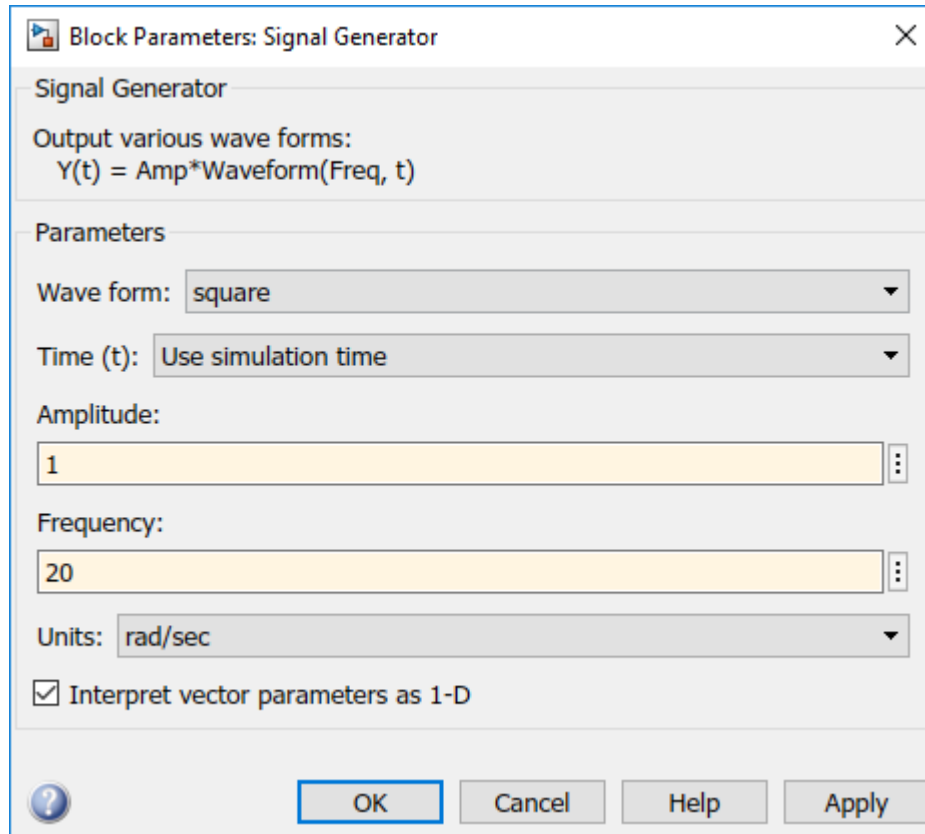 Block Parameters: Signal Generator
Signal Generator
Output various wave forms:
Y(t) = Amp*Waveform(Freq, t)
Parameters
Wave form: square
Time (t): Use simulation time
Amplitude:
1
Frequency:
20
Units: rad/sec
Interpret vector parameters as 1-D
? OK Cancel Help Apply